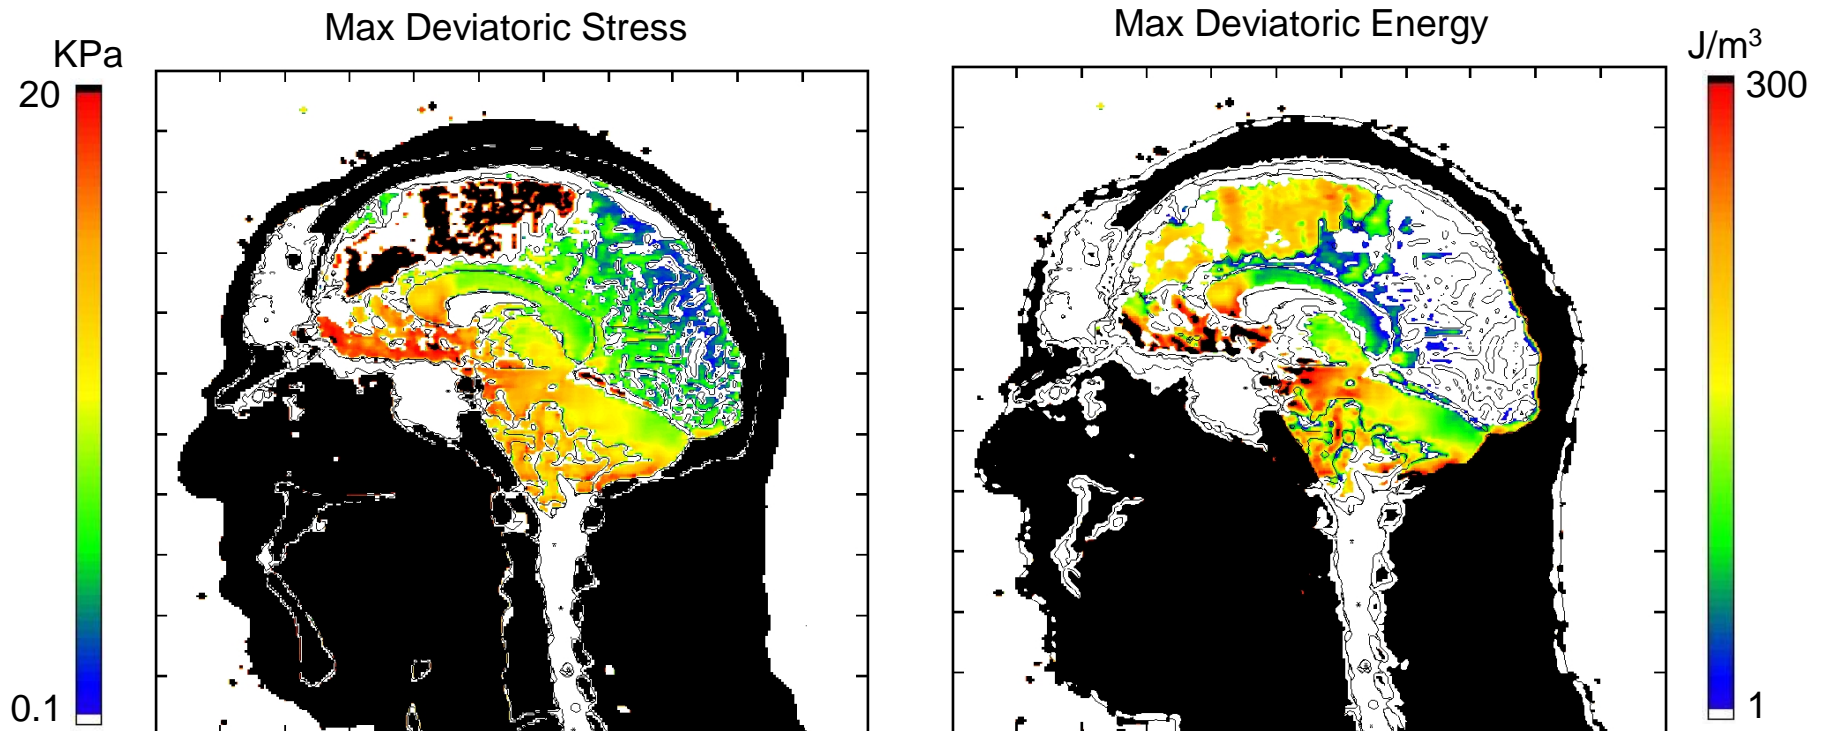 Max Deviatoric Stress
KPa
20
0.1
Max Deviatoric Energy
J/m³
300
1